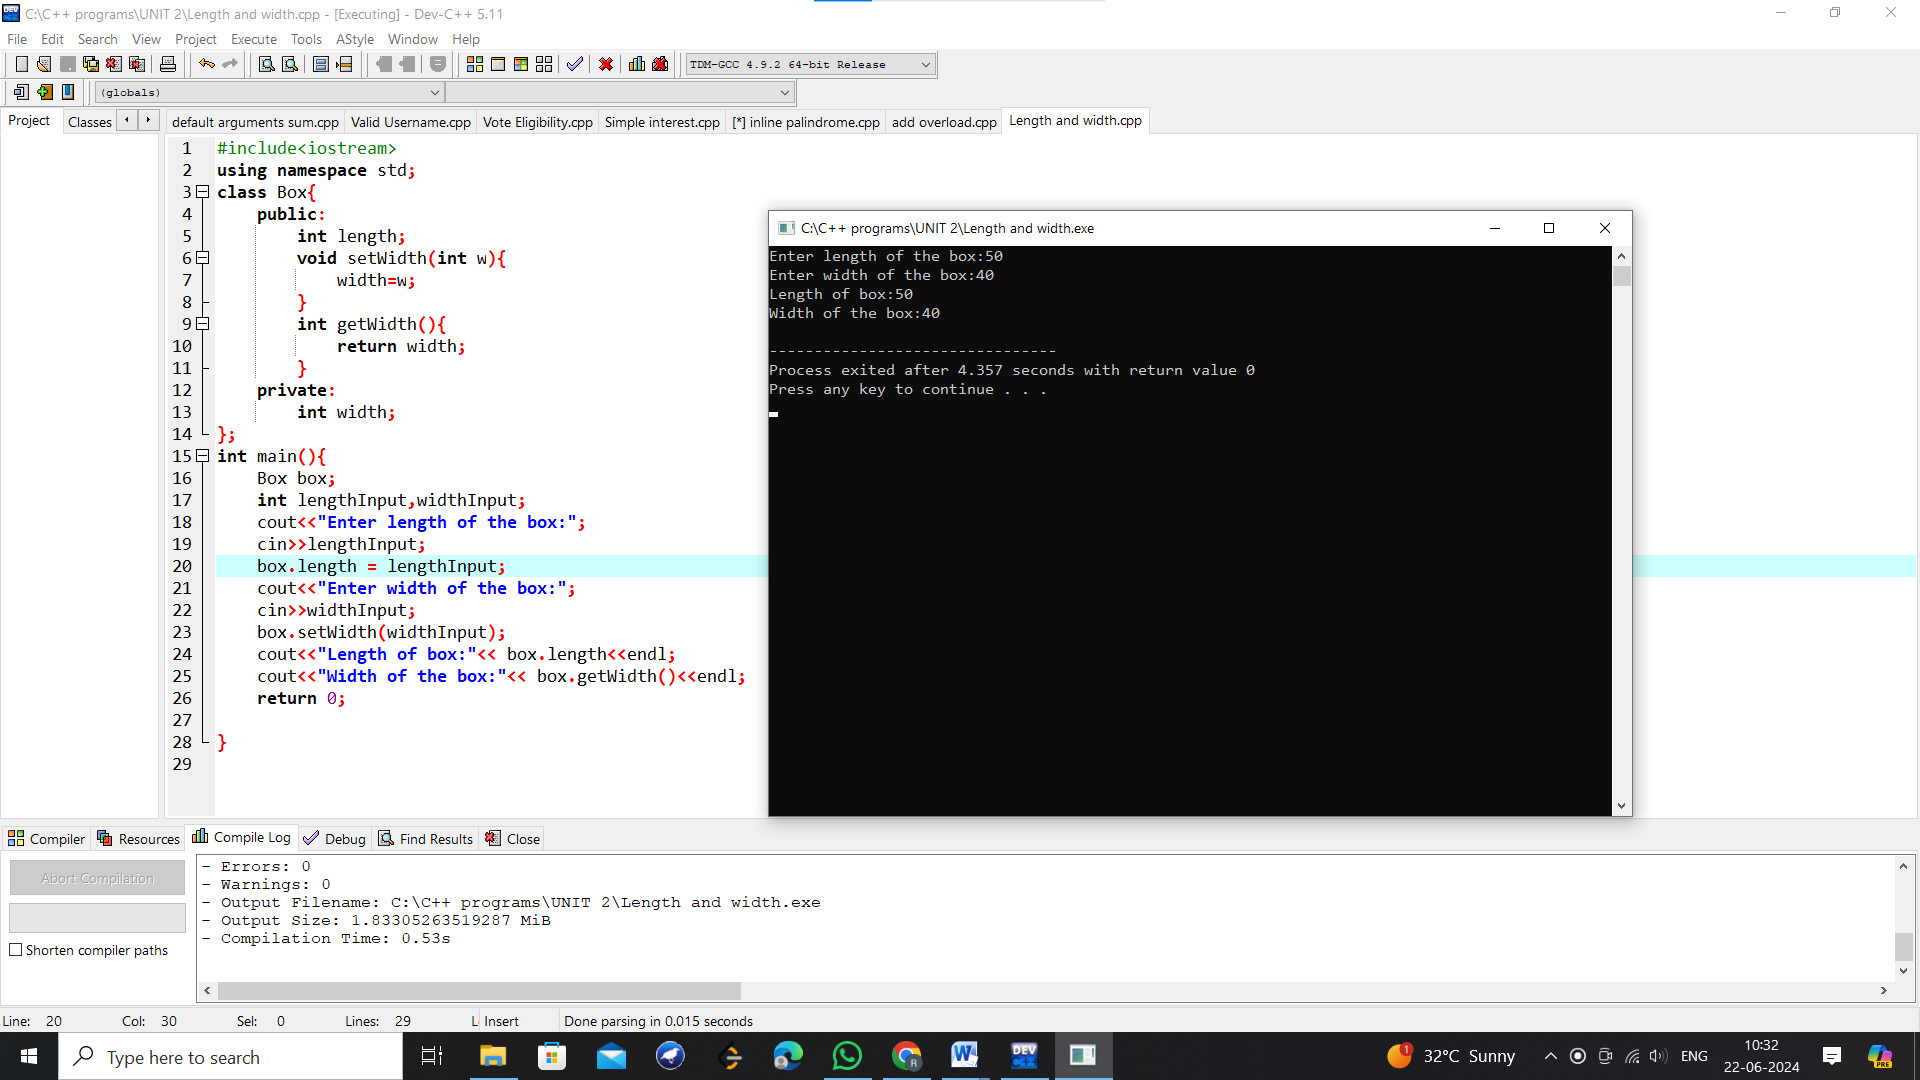 C:\C++ programs\UNIT 2\Length and width.cpp - [Executing] - Dev-C++ 5.11
File Edit Search View Project Execute Tools AStyle Window Help
TDM-GCC 4.9.2 64-bit Release
(globals)
Project Classes default arguments sum.cpp Valid Username.cpp Vote Eligibility.cpp Simple interest.cpp [*] inline palindrome.cpp add overload.cpp Length and width.cpp
1 #include<iostream>
2 using namespace std;
3 class Box{
4 public:
5 int length;
6 void setWidth(int w){
7 width=w;
8 }
9 int getWidth(){
10 return width;
11 }
12 private:
13 int width;
14 };
15 int main(){
16 Box box;
17 int lengthInput,widthInput;
18 cout<<"Enter length of the box:";
19 cin>>lengthInput;
20 box.length = lengthInput;
21 cout<<"Enter width of the box:";
22 cin>>widthInput;
23 box.setWidth(widthInput);
24 cout<<"Length of box:"<< box.length<<endl;
25 cout<<"Width of the box:"<< box.getWidth()<<endl;
26 return 0;
27
28 }
29
C:\C++ programs\UNIT 2\Length and width.exe
Enter length of the box:50
Enter width of the box:40
Length of box:50
Width of the box:40
--------------------------------
Process exited after 4.357 seconds with return value 0
Press any key to continue . . .
Compiler Resources Compile Log Debug Find Results Close
Abort Compilation
Shorten compiler paths
- Errors: 0
- Warnings: 0
- Output Filename: C:\C++ programs\UNIT 2\Length and width.exe
- Output Size: 1.83305263519287 MiB
- Compilation Time: 0.53s
Line: 20 Col: 30 Sel: 0 Lines: 29 L Insert Done parsing in 0.015 seconds
Type here to search
DEV C++
1 32°C Sunny
ENG
10:32
22-06-2024
PRE